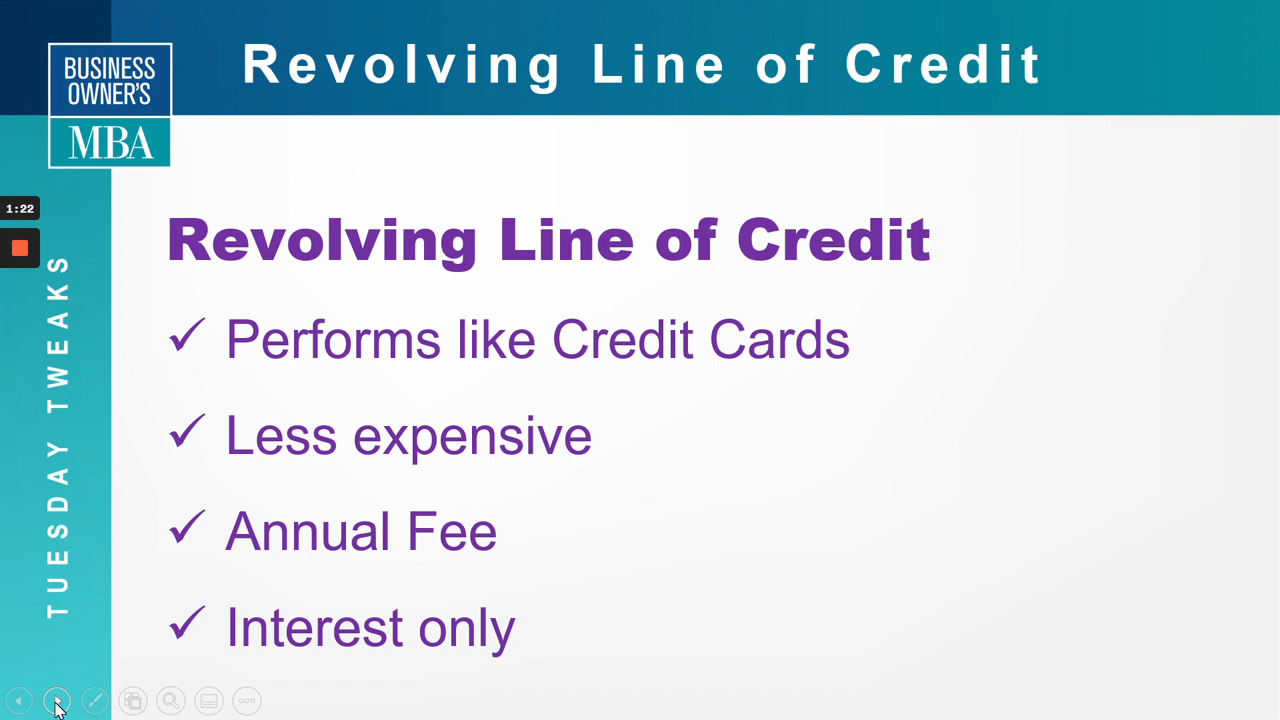 Revolving Line of Credit
BUSINESS
OWNER'S
MBA
1:22
TUESDAY TWEAKS
Revolving Line of Credit
✓ Performs like Credit Cards
✓ Less expensive
✓ Annual Fee
✓ Interest only